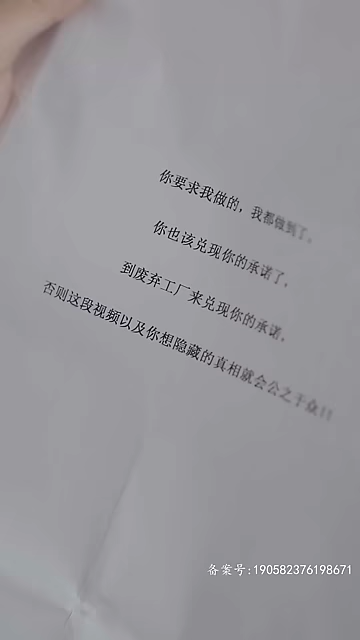 你要求我做的，我都做到了。
你也该兑现你的承诺了，
到废弃工厂来兑现你的承诺，
否则这段视频以及你想隐藏的真相就会公之于众！！
备案号:190582376198671